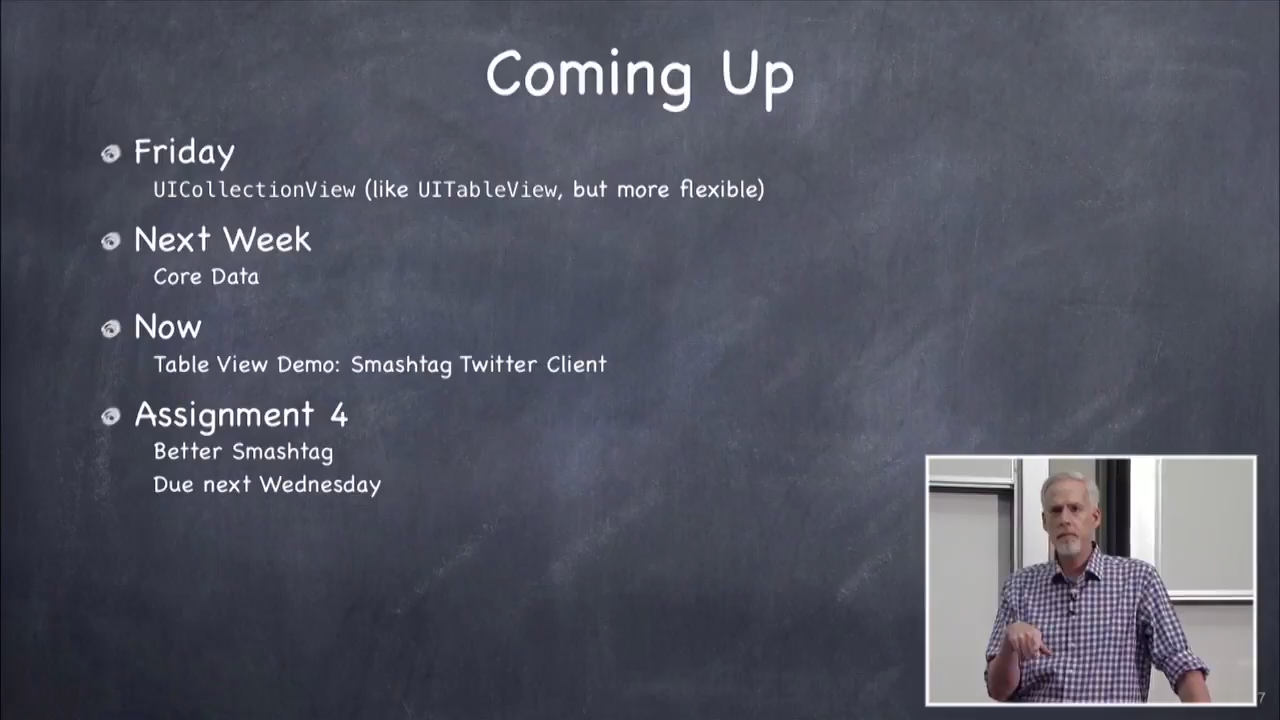 Coming Up
Friday
UICollectionView (like UITableView, but more flexible)
Next Week
Core Data
Now
Table View Demo: Smashtag Twitter Client
Assignment 4
Better Smashtag
Due next Wednesday